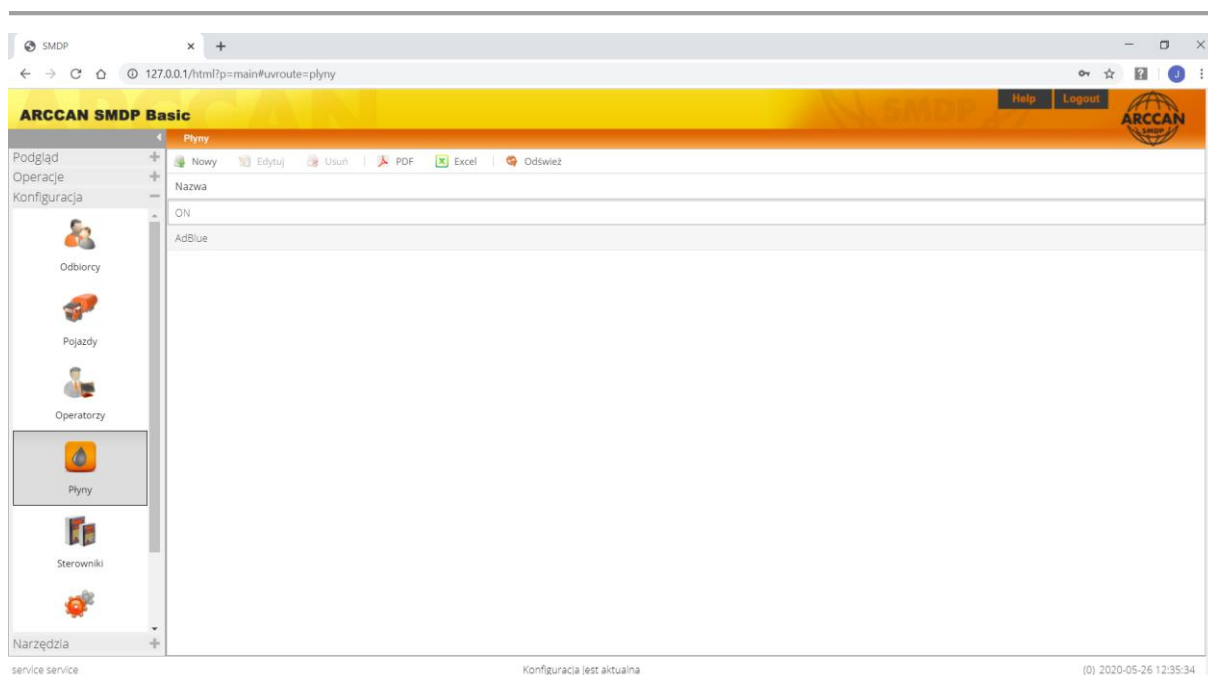 SMDP
127.0.0.1/html?p=main#uvroute=plyny
J
ARCCAN SMDP Basic
SMDP
Help
Logout
ARCCAN
SMDP
Płyny
Podgląd
Operacje
Konfiguracja
Odbiorcy
Pojazdy
Operatorzy
Płyny
Sterowniki
Narzędzia
Nowy Edytuj Usuń PDF Excel Odśwież
Nazwa
ON
AdBlue
service service
Konfiguracja jest aktualna
(0) 2020-05-26 12:35:34